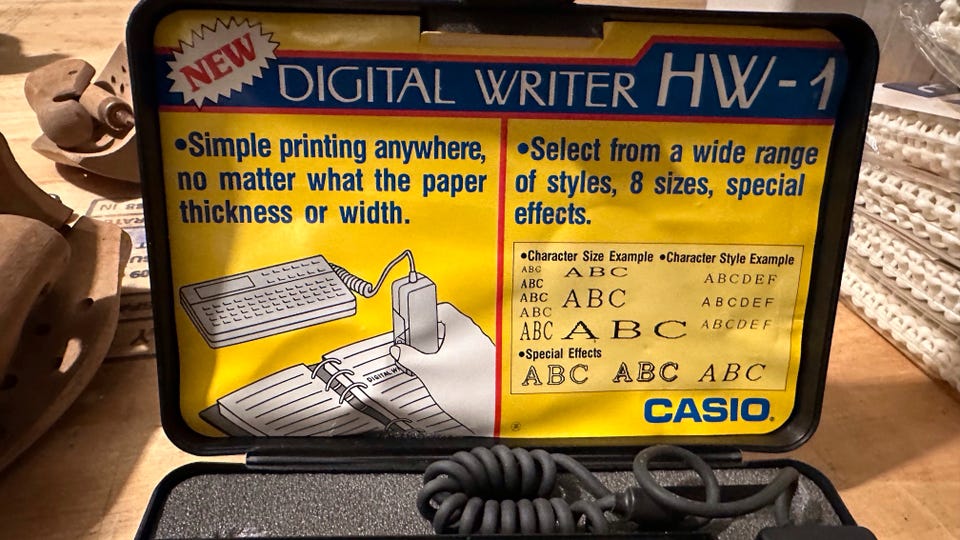 NEW
DIGITAL WRITER HW-1
•Simple printing anywhere,
no matter what the paper
thickness or width.
•Select from a wide range
of styles, 8 sizes, special
effects.
•Character Size Example •Character Style Example
ABC ABC ABCDEF
ABC
ABC ABC ABCDEF
ABC
ABC ABC ABCDEF
•Special Effects
ABC ABC ABC
CASIO®
DIGITAL W